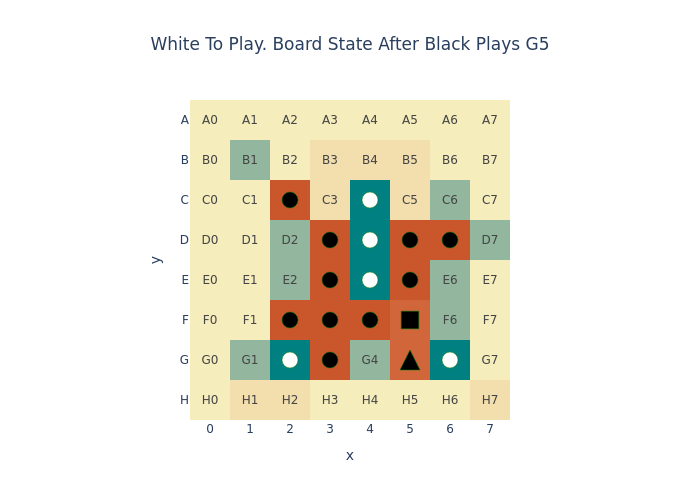 White To Play. Board State After Black Plays G5
A A0 A1 A2 A3 A4 A5 A6 A7
B B0 B1 B2 B3 B4 B5 B6 B7
C C0 C1 C3 C5 C6 C7
D D0 D1 D2 D7
y
E E0 E1 E2 E6 E7
F F0 F1 F6 F7
G G0 G1 G4 G7
H H0 H1 H2 H3 H4 H5 H6 H7
0 1 2 3 4 5 6 7
x